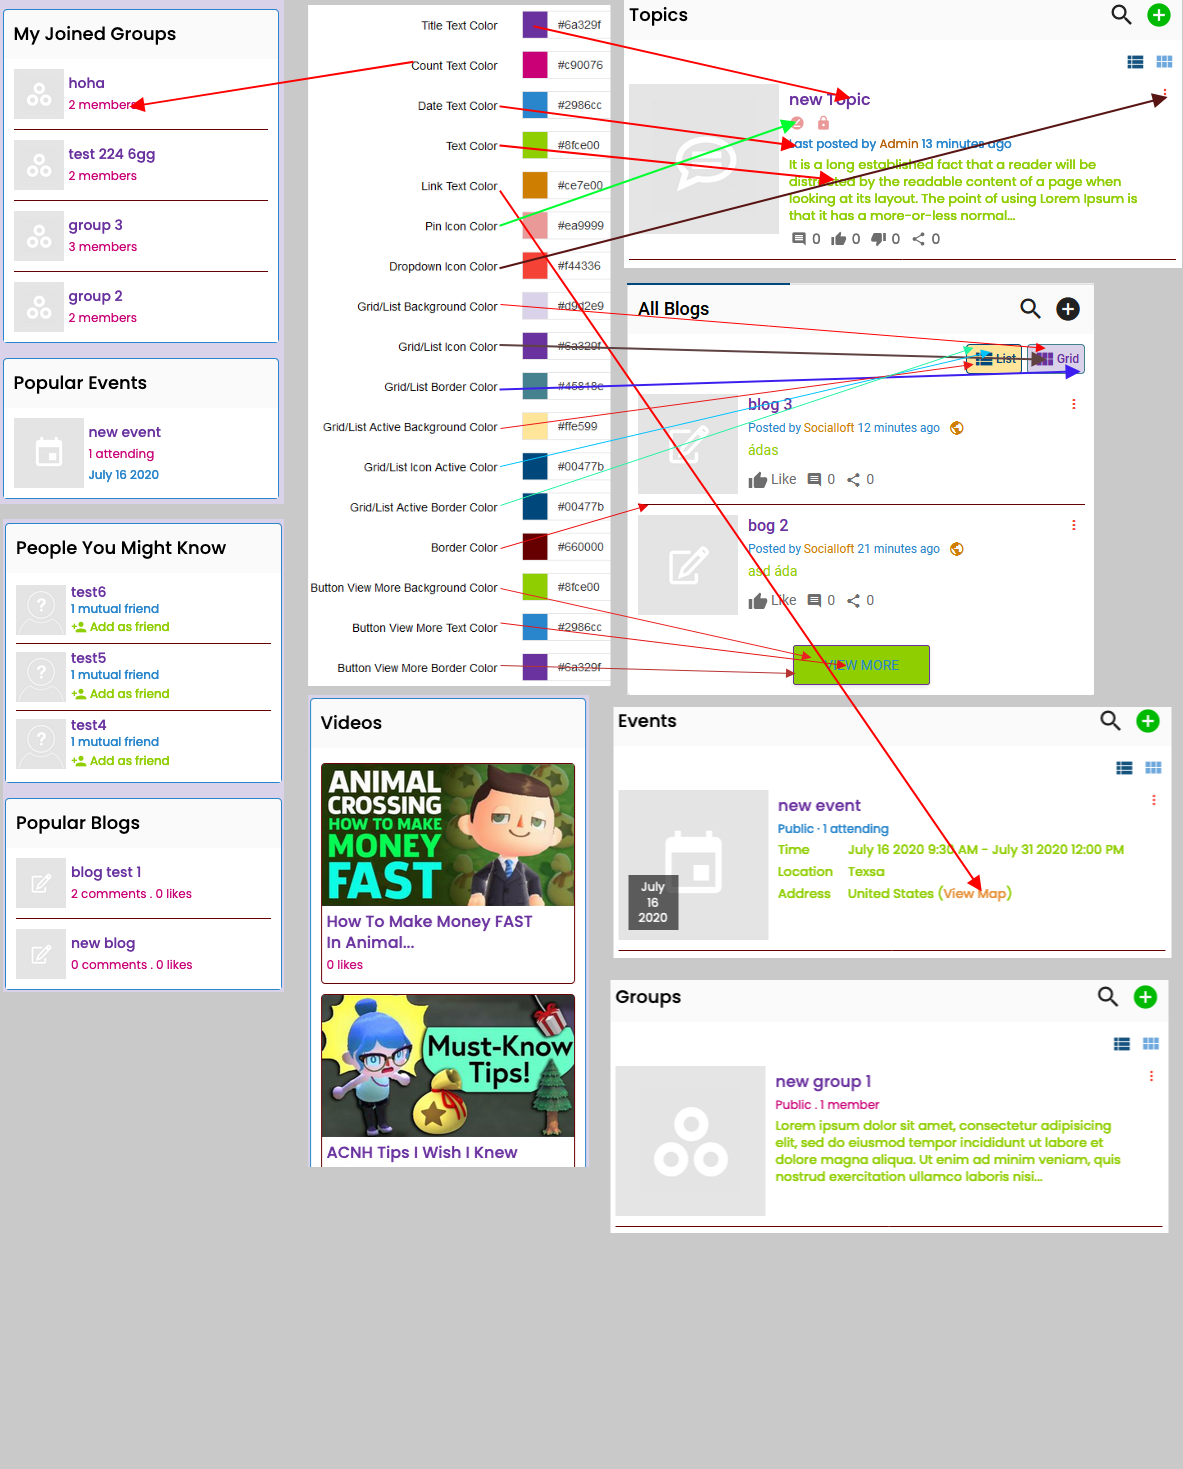 My Joined Groups
hoha
2 members
test 224 6gg
2 members
group 3
3 members
group 2
2 members
Popular Events
new event
1 attending
July 16 2020
People You Might Know
test6
1 mutual friend
Add as friend
test5
1 mutual friend
Add as friend
test4
1 mutual friend
Add as friend
Popular Blogs
blog test 1
2 comments . 0 likes
new blog
0 comments . 0 likes
Title Text Color #6a329f
Count Text Color #c90076
Date Text Color #2986cc
Text Color #8fce00
Link Text Color #ce7e00
Pin Icon Color #ea9999
Dropdown Icon Color #f44336
Grid/List Background Color #d9d2e9
Grid/List Icon Color #6a329f
Grid/List Border Color #45818e
Grid/List Active Background Color #ffe599
Grid/List Icon Active Color #00477b
Grid/List Active Border Color #00477b
Border Color #660000
Button View More Background Color #8fce00
Button View More Text Color #2986cc
Button View More Border Color #6a329f
Videos
ANIMAL
CROSSING
HOW TO MAKE
MONEY
FAST
How To Make Money FAST
In Animal...
0 likes
Must-Know
Tips!
ACNH Tips I Wish I Knew
Topics
new Topic
Last posted by Admin 13 minutes ago
It is a long established fact that a reader will be
distracted by the readable content of a page when
looking at its layout. The point of using Lorem Ipsum is
that it has a more-or-less normal...
0 0 0 0
All Blogs
List Grid
blog 3
Posted by Socialloft 12 minutes ago
ádas
Like 0 0
bog 2
Posted by Socialloft 21 minutes ago
asd áda
Like 0 0
VIEW MORE
Events
new event
Public · 1 attending
Time July 16 2020 9:30 AM - July 31 2020 12:00 PM
Location Texsa
Address United States (View Map)
July
16
2020
Groups
new group 1
Public . 1 member
Lorem ipsum dolor sit amet, consectetur adipisicing
elit, sed do eiusmod tempor incididunt ut labore et
dolore magna aliqua. Ut enim ad minim veniam, quis
nostrud exercitation ullamco laboris nisi...